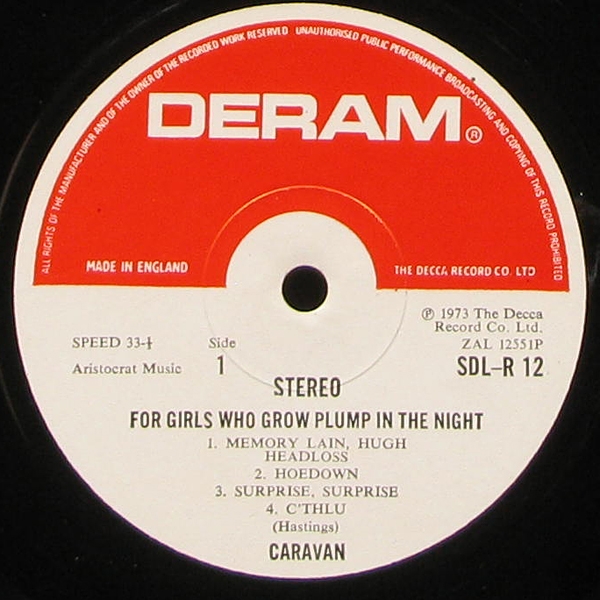 ALL RIGHTS OF THE MANUFACTURER AND OF THE OWNER OF THE RECORDED WORK RESERVED UNAUTHORISED PUBLIC PERFORMANCE BROADCASTING AND COPYING OF THIS RECORD PROHIBITED
DERAM®
MADE IN ENGLAND
THE DECCA RECORD CO. LTD
℗ 1973 The Decca
Record Co. Ltd.
SPEED 33-⅓
Side
ZAL 12551P
Aristocrat Music
1
SDL-R 12
STEREO
FOR GIRLS WHO GROW PLUMP IN THE NIGHT
1. MEMORY LAIN, HUGH
HEADLOSS
2. HOEDOWN
3. SURPRISE, SURPRISE
4. C'THLU
(Hastings)
CARAVAN